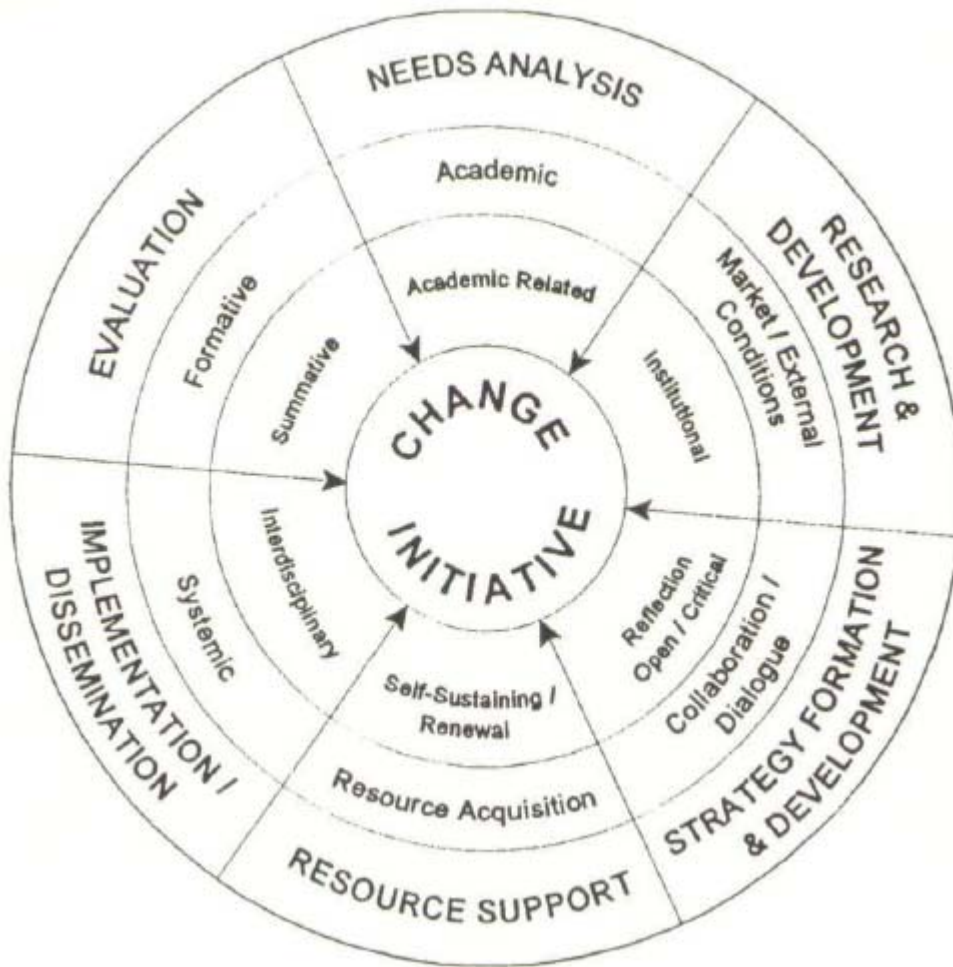 NEEDS ANALYSIS
Academic
Academic Related
RESEARCH &
DEVELOPMENT
Market / External
Conditions
Institutional
STRATEGY FORMATION
& DEVELOPMENT
Collaboration /
Dialogue
Reflection
Open / Critical
RESOURCE SUPPORT
Resource Acquisition
Self-Sustaining /
Renewal
IMPLEMENTATION /
DISSEMINATION
Systemic
Interdisciplinary
EVALUATION
Formative
Summative
CHANGE
INITIATIVE